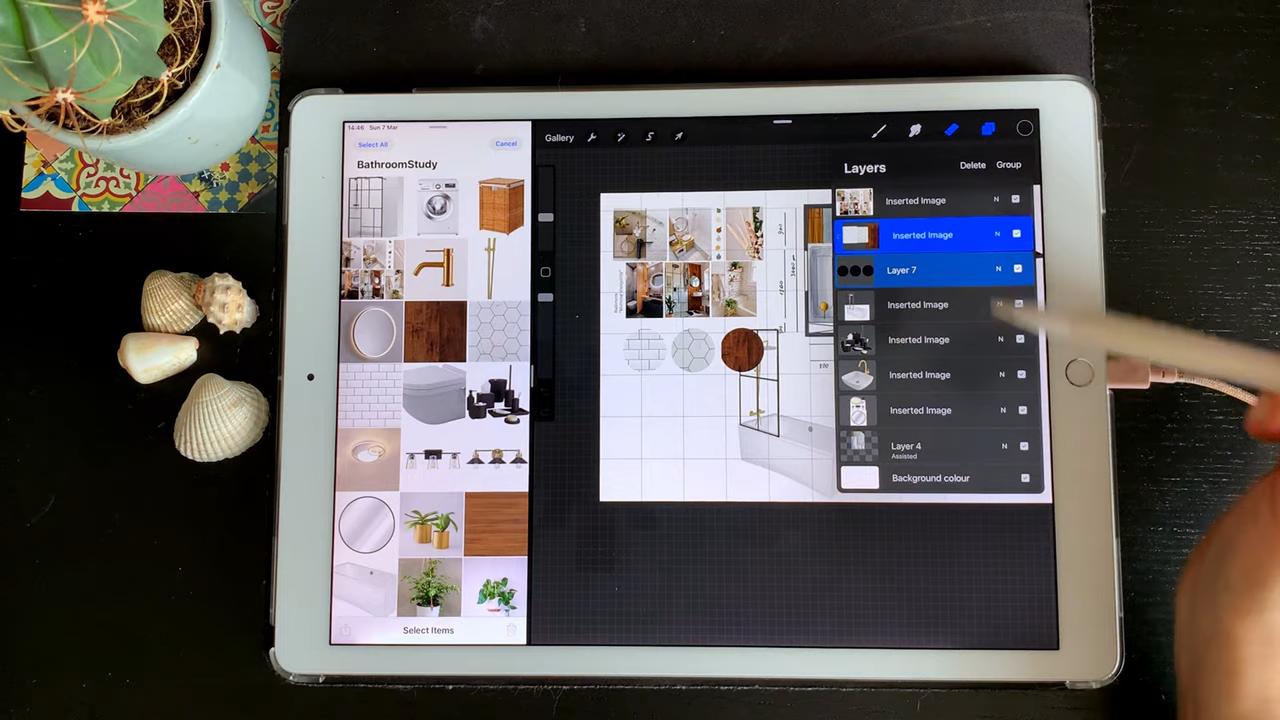 14:46 Sun 7 Mar
Select All
Cancel
BathroomStudy
Select Items
Gallery
Layers
Delete
Group
Inserted Image N
Inserted Image N
Layer 7 N
Inserted Image N
Inserted Image N
Inserted Image N
Inserted Image N
Layer 4 N
Assisted
Background colour